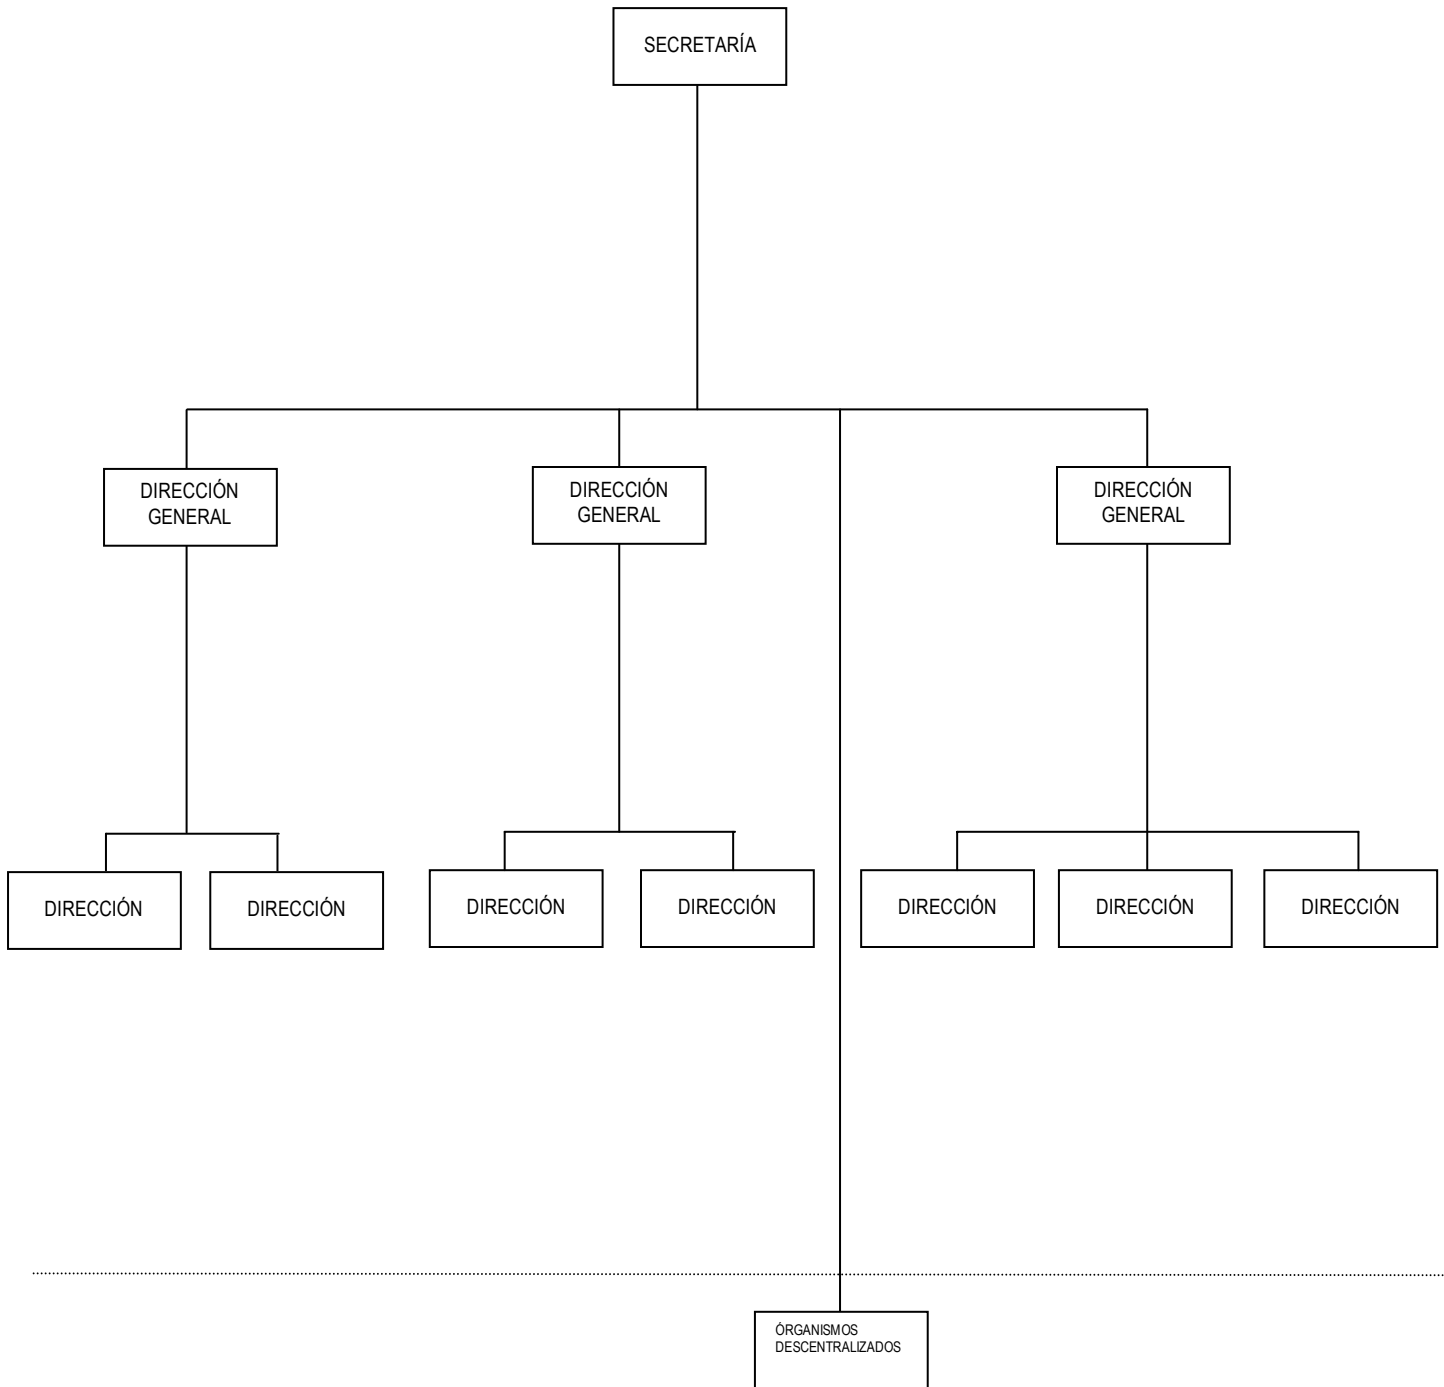 SECRETARÍA
DIRECCIÓN
GENERAL
DIRECCIÓN
GENERAL
DIRECCIÓN
GENERAL
DIRECCIÓN
DIRECCIÓN
DIRECCIÓN
DIRECCIÓN
DIRECCIÓN
DIRECCIÓN
DIRECCIÓN
ÓRGANISMOS
DESCENTRALIZADOS